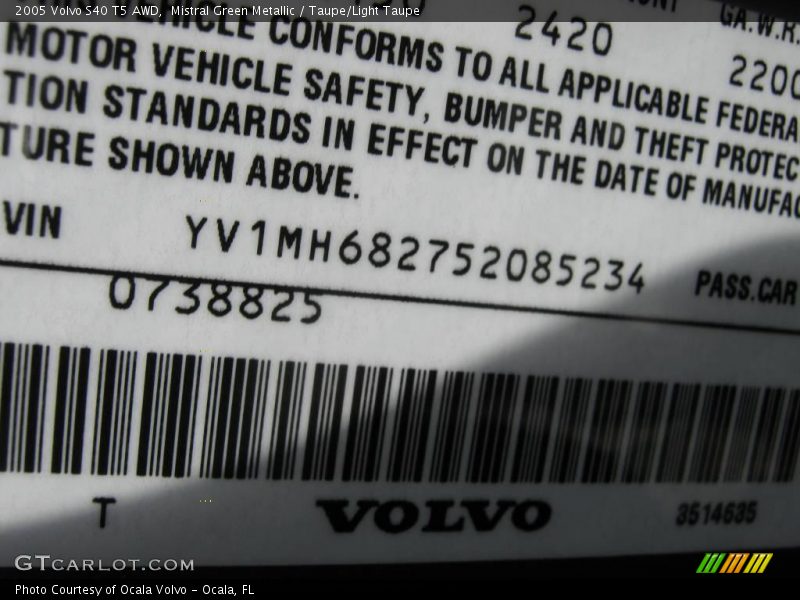 2005 Volvo S40 T5 AWD, Mistral Green Metallic / Taupe/Light Taupe
2420
GA.W.R.
2200
VEHICLE CONFORMS TO ALL APPLICABLE FEDERA
MOTOR VEHICLE SAFETY, BUMPER AND THEFT PROTEC
TION STANDARDS IN EFFECT ON THE DATE OF MANUFAC
TURE SHOWN ABOVE.
VIN YV1MH682752085234 PASS.CAR
0738825
T VOLVO 3514635
GTCARLOT.COM
Photo Courtesy of Ocala Volvo - Ocala, FL